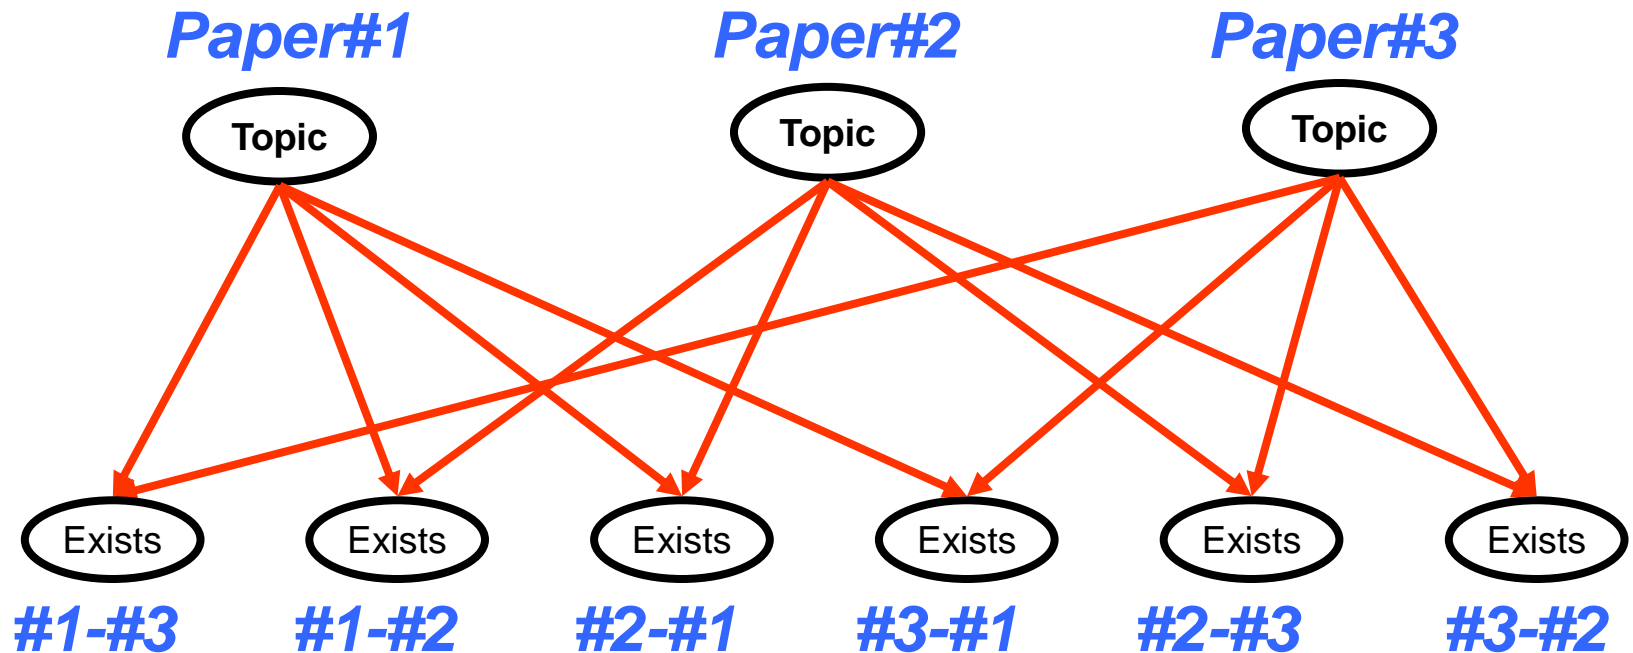 Paper#1 Paper#2 Paper#3
Topic Topic Topic
Exists Exists Exists Exists Exists Exists
#1-#3 #1-#2 #2-#1 #3-#1 #2-#3 #3-#2